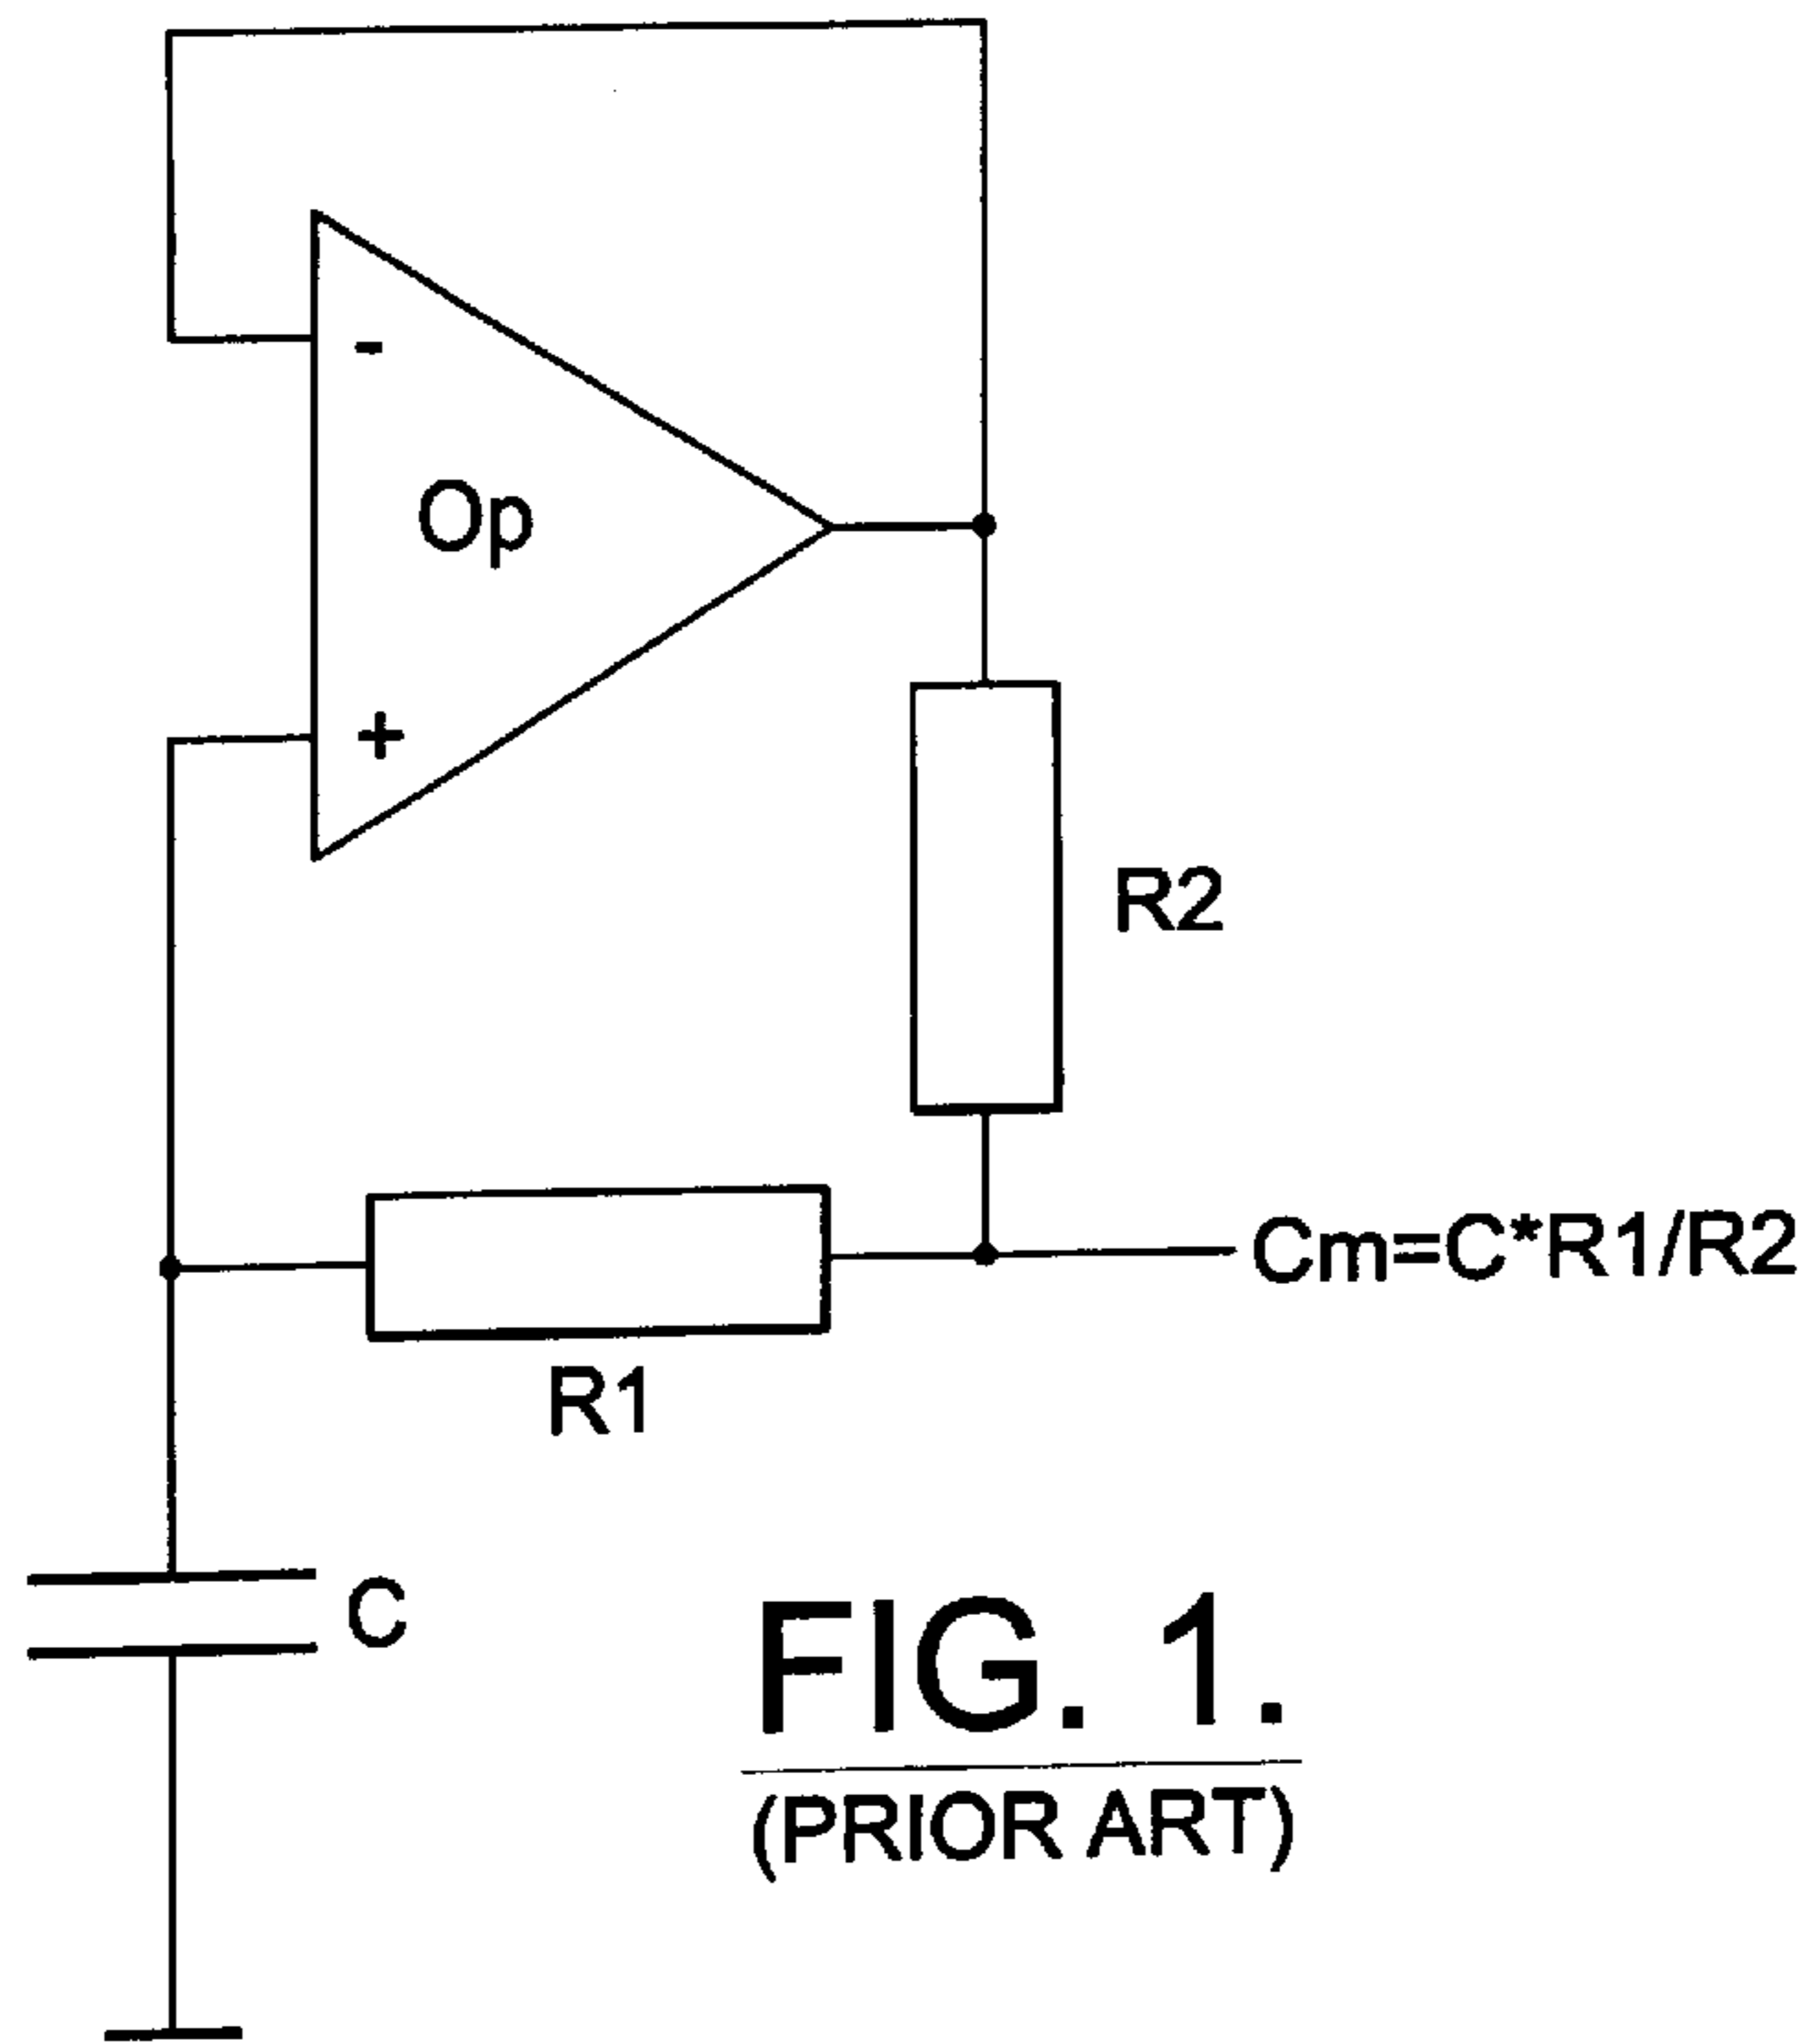 -
Op
+
R2
Cm=C*R1/R2
R1
C
FIG. 1.
(PRIOR ART)